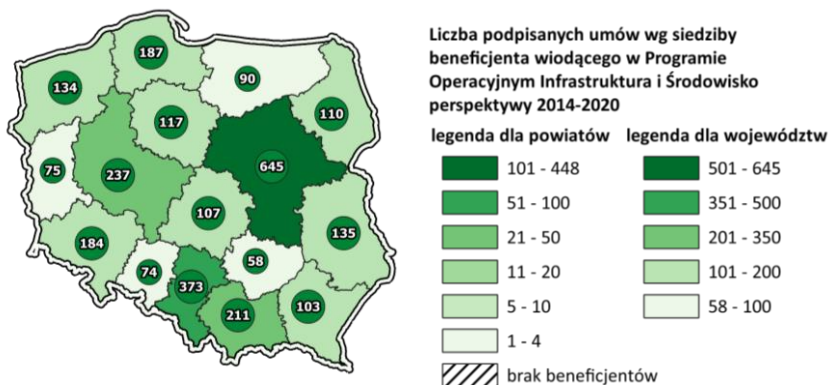 187
90
134
110
117
645
75
237
107
135
184
58
74
373
211
103
Liczba podpisanych umów wg siedziby
beneficjenta wiodącego w Programie
Operacyjnym Infrastruktura i Środowisko
perspektywy 2014-2020
legenda dla powiatów
101 - 448
51 - 100
21 - 50
11 - 20
5 - 10
1 - 4
brak beneficjentów
legenda dla województw
501 - 645
351 - 500
201 - 350
101 - 200
58 - 100